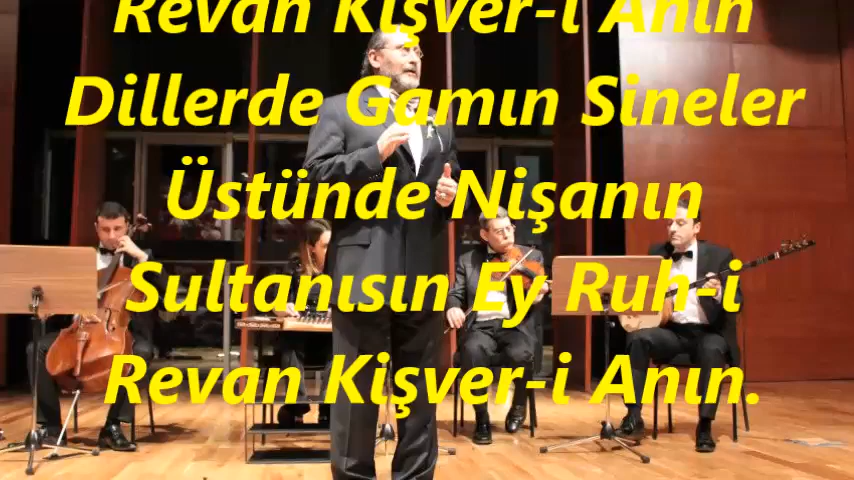 Revan Kişver-i Anın
Dillerde Gamın Sineler
Üstünde Nişanın
Sultanısın Ey Ruh-i
Revan Kişver-i Anın.